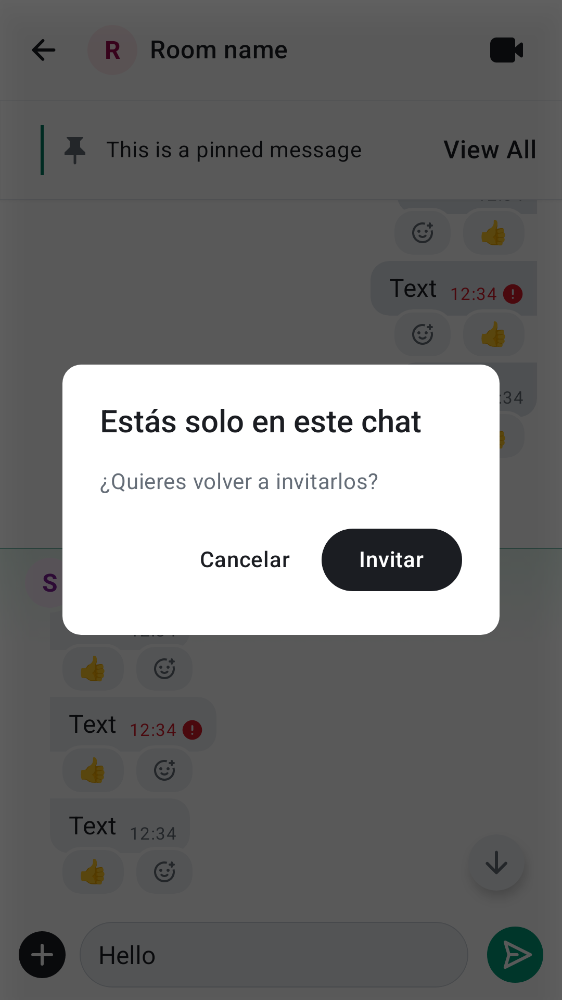 R Room name
This is a pinned message View All
Text 12:34
:34
Estás solo en este chat
¿Quieres volver a invitarlos?
Cancelar Invitar
S
Text 12:34
Text 12:34
Hello